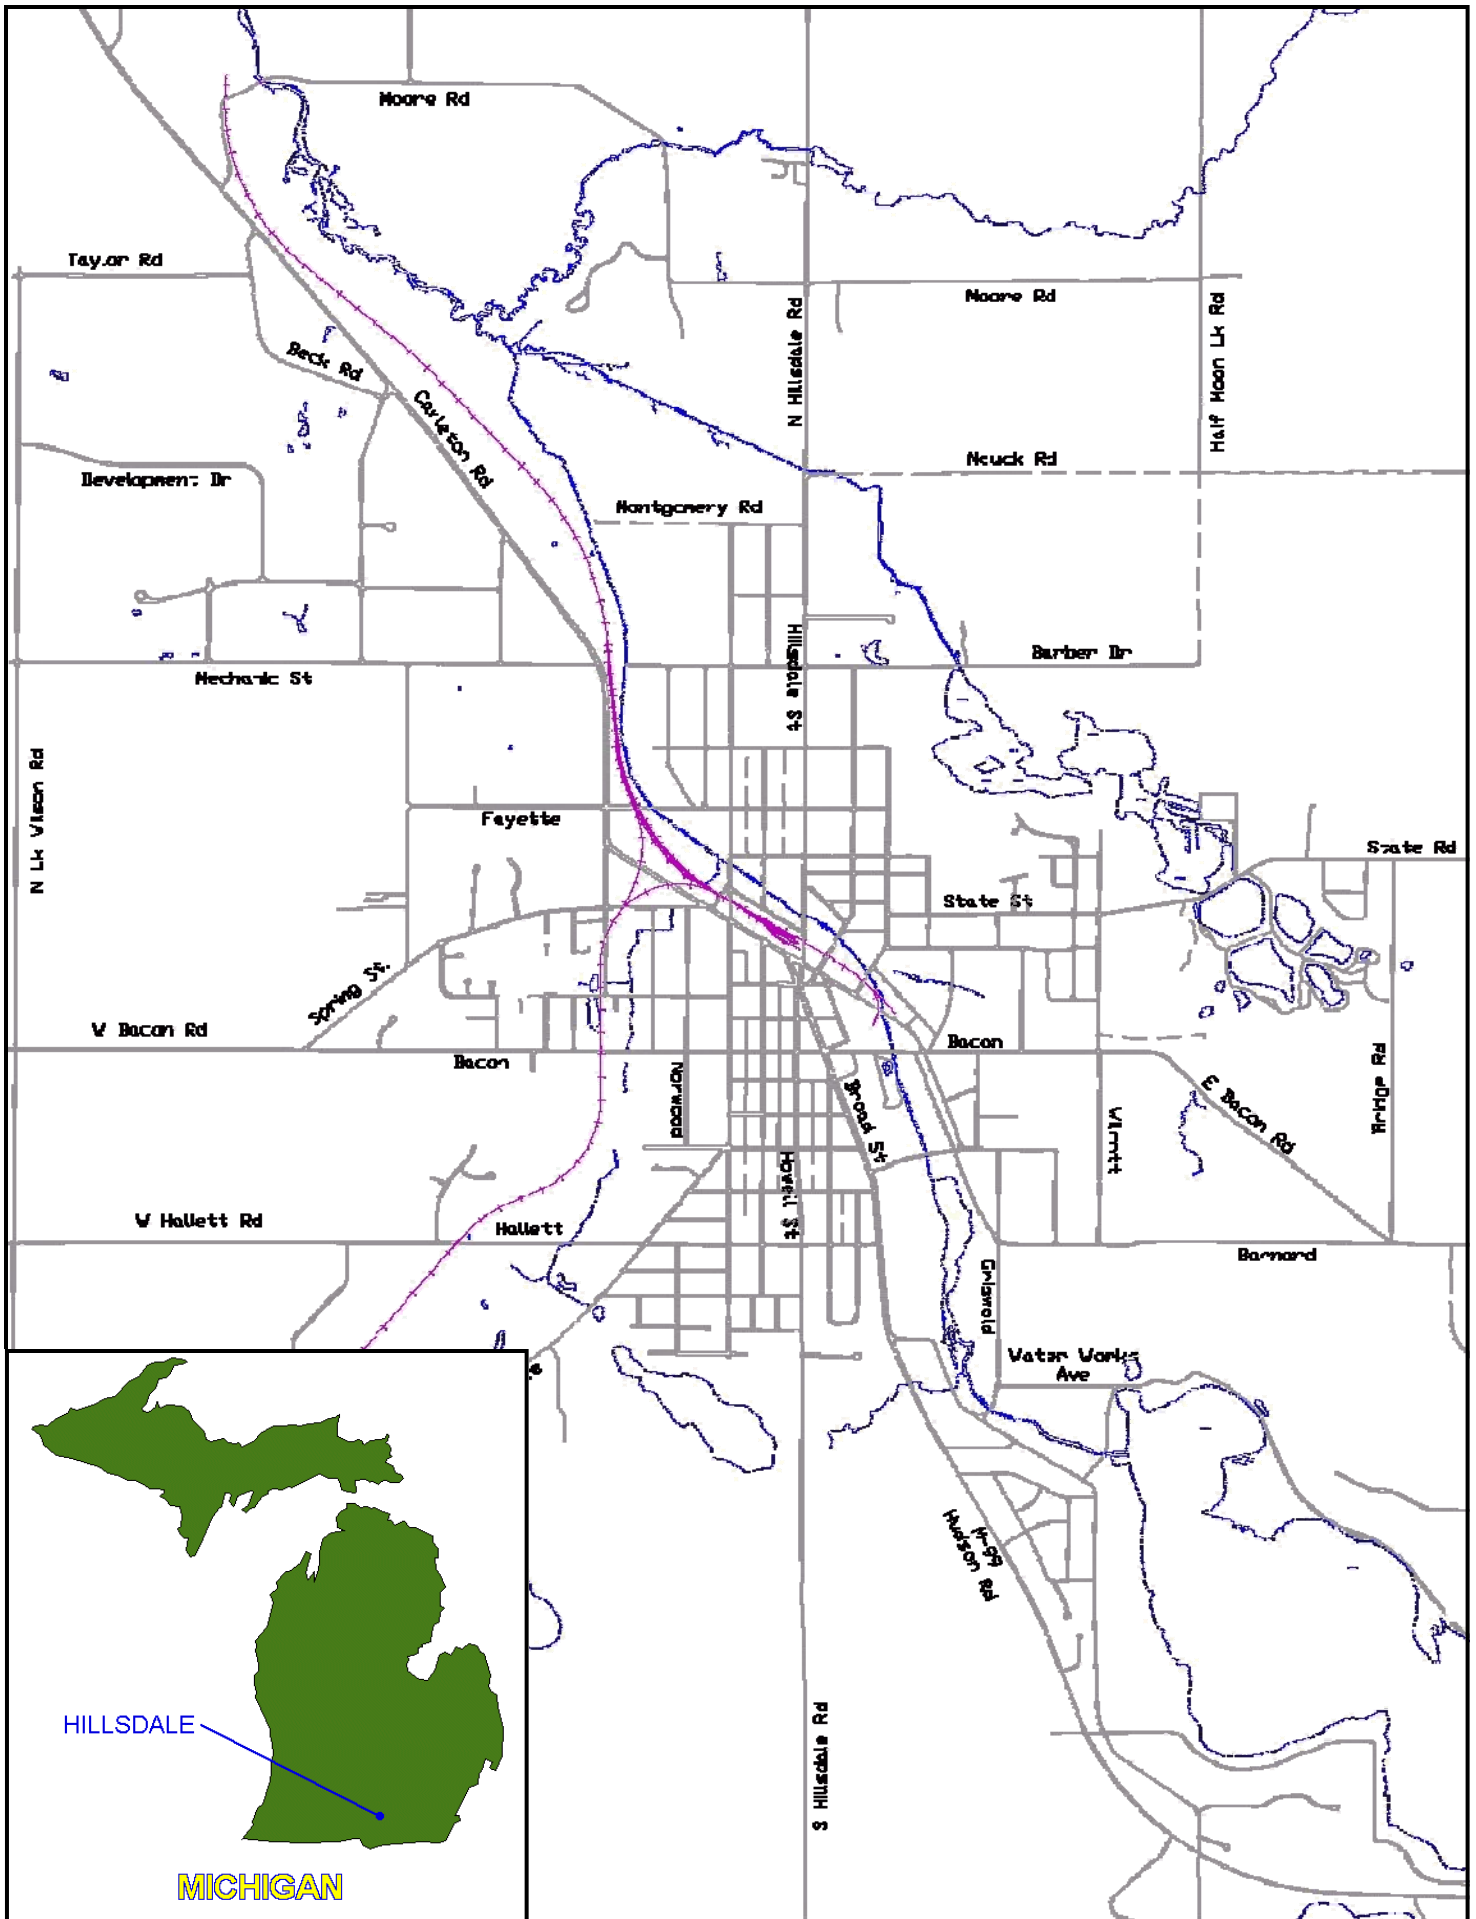 Moore Rd
Taylor Rd
Moore Rd
N Hillsdale Rd
Half Moon Lk Rd
Beck Rd
Carleton Rd
Development Dr
Montgomery Rd
Rd
Hillsdale St
Barber Dr
Mechanic St
N Lk Wilson Rd
Fayette
State Rd
State St
Spring St.
W Bacon Rd
Bacon
Bacon
Norwood
Broad St
E Bacon Rd
Rd
Howell St
W Hallett Rd
Hallett
Barnard
Griswold
Water Works
Ave
M-99
Hudson Rd
S Hillsdale Rd
HILLSDALE
MICHIGAN